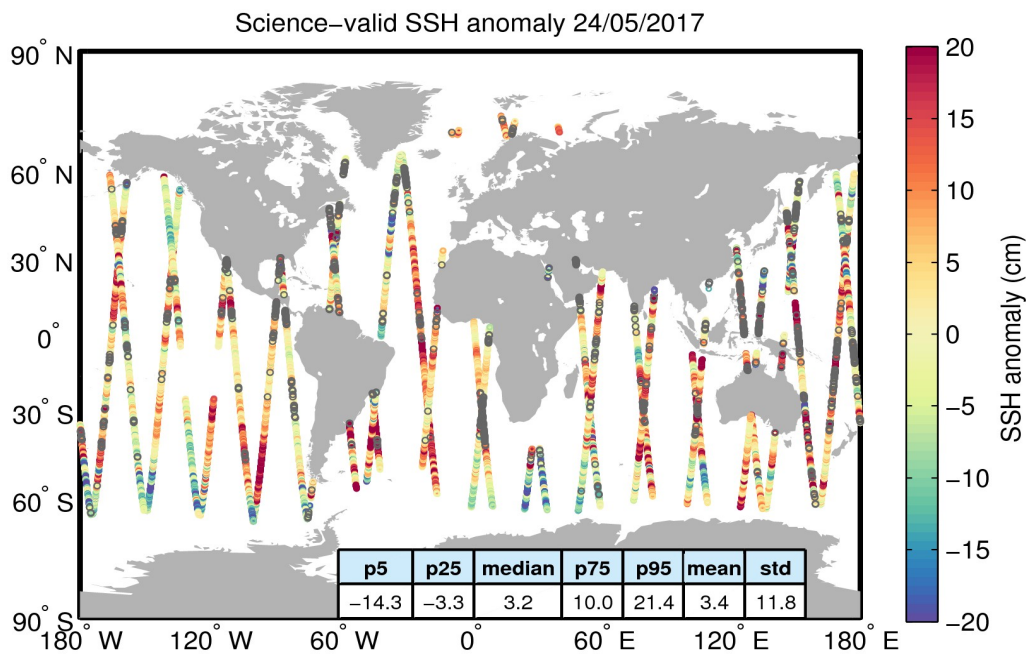 Science−valid SSH anomaly 24/05/2017
90° N
60° N
30° N
0°
30° S
60° S
90° S
180° W
120° W
60° W
0°
60° E
120° E
180° E
p5 p25 median p75 p95 mean std
−14.3 −3.3 3.2 10.0 21.4 3.4 11.8
20
15
10
5
0
−5
−10
−15
−20
SSH anomaly (cm)